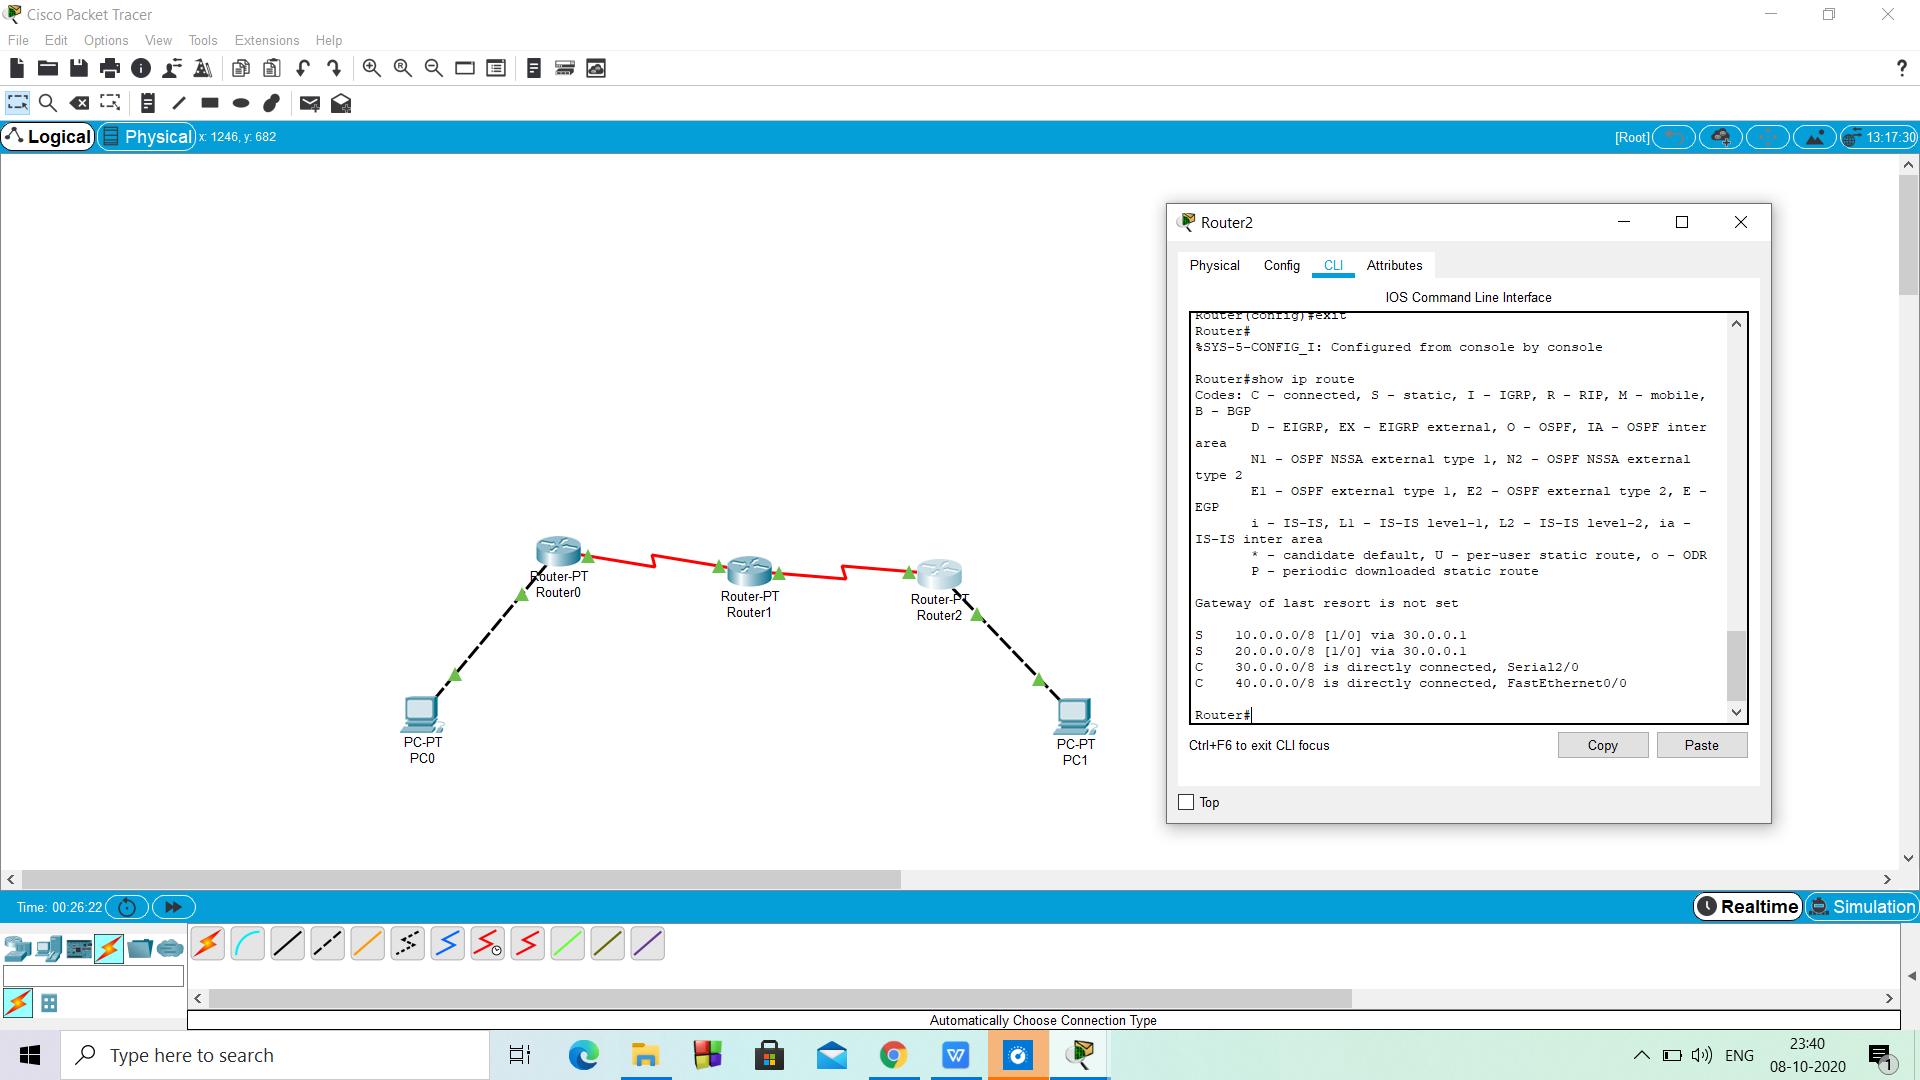 Cisco Packet Tracer
File Edit Options View Tools Extensions Help
Logical Physical x: 1246, y: 682
[Root] 13:17:30
Router-PT
Router0
Router-PT
Router1
Router-PT
Router2
PC-PT
PC0
PC-PT
PC1
Router2
Physical Config CLI Attributes
IOS Command Line Interface
Router(config)#exit
Router#
%SYS-5-CONFIG_I: Configured from console by console
Router#show ip route
Codes: C - connected, S - static, I - IGRP, R - RIP, M - mobile,
B - BGP
D - EIGRP, EX - EIGRP external, O - OSPF, IA - OSPF inter
area
N1 - OSPF NSSA external type 1, N2 - OSPF NSSA external
type 2
E1 - OSPF external type 1, E2 - OSPF external type 2, E -
EGP
i - IS-IS, L1 - IS-IS level-1, L2 - IS-IS level-2, ia -
IS-IS inter area
* - candidate default, U - per-user static route, o - ODR
P - periodic downloaded static route
Gateway of last resort is not set
S 10.0.0.0/8 [1/0] via 30.0.0.1
S 20.0.0.0/8 [1/0] via 30.0.0.1
C 30.0.0.0/8 is directly connected, Serial2/0
C 40.0.0.0/8 is directly connected, FastEthernet0/0
Router#
Ctrl+F6 to exit CLI focus
Copy Paste
Top
Time: 00:26:22
Realtime Simulation
Automatically Choose Connection Type
Type here to search
ENG
23:40
08-10-2020
1